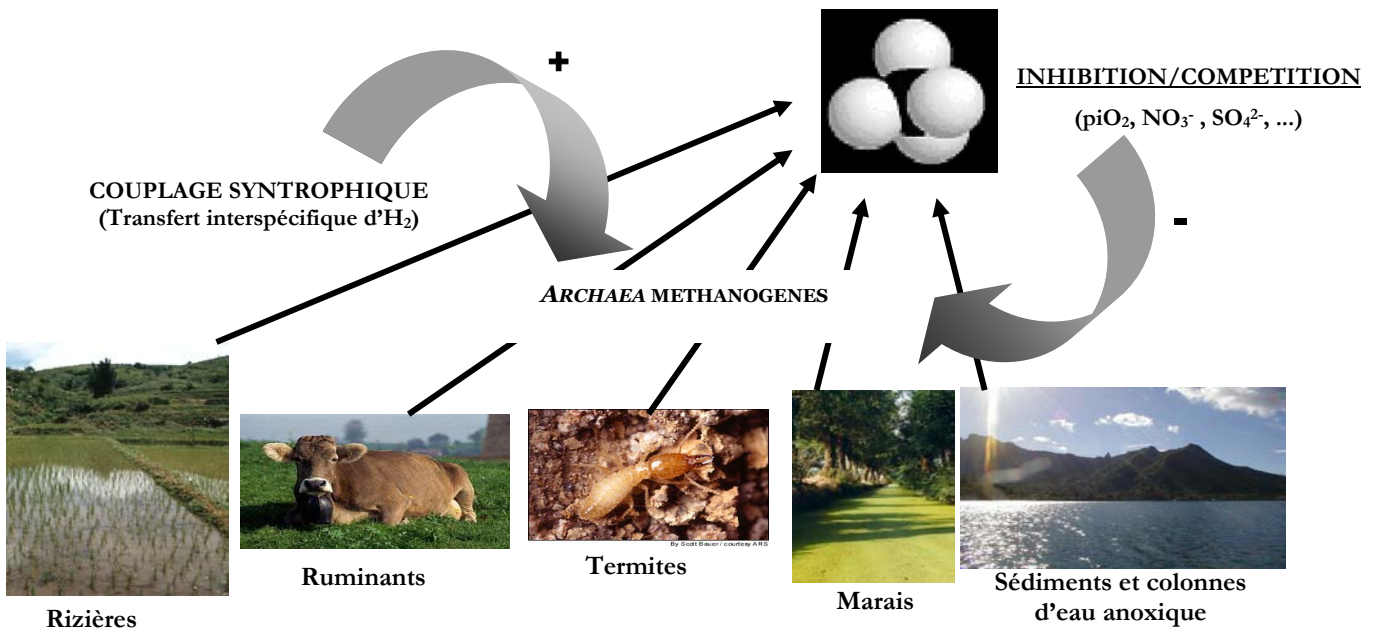 +
INHIBITION/COMPETITION
(piO₂, NO₃⁻ , SO₄²⁻, ...)
COUPLAGE SYNTROPHIQUE
(Transfert interspécifique d’H₂)
-
ARCHAEA METHANOGENES
By Scott Bauer / courtesy ARS
Rizières
Ruminants
Termites
Marais
Sédiments et colonnes
d’eau anoxique